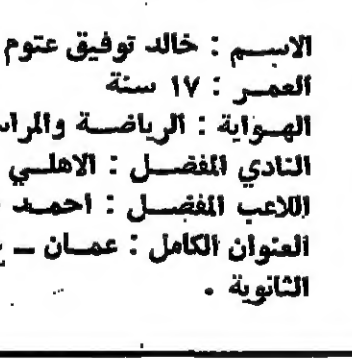 الاسم : خالد توفيق عتوم
العمر : ١٧ سنة
الهواية : الرياضة
النادي المفضل : الاهلي
اللاعب المفضل : احمد
العنوان الكامل : عمان ــ
الثانوية .